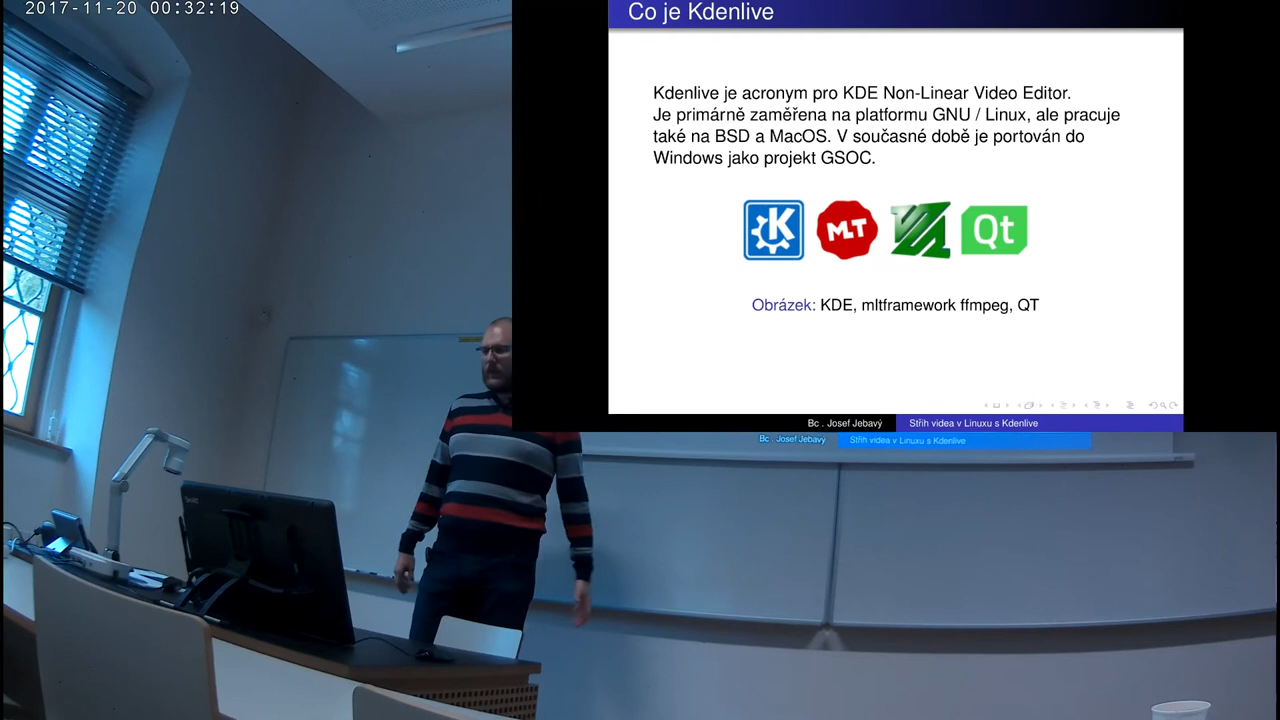 2017-11-20 00:32:19
Co je Kdenlive
Kdenlive je acronym pro KDE Non-Linear Video Editor.
Je primárně zaměřena na platformu GNU / Linux, ale pracuje
také na BSD a MacOS. V současné době je portován do
Windows jako projekt GSOC.
K MLT Qt
Obrázek: KDE, mltframework ffmpeg, QT
Bc . Josef Jebavý Střih videa v Linuxu s Kdenlive
Bc . Josef Jebavý Střih videa v Linuxu s Kdenlive